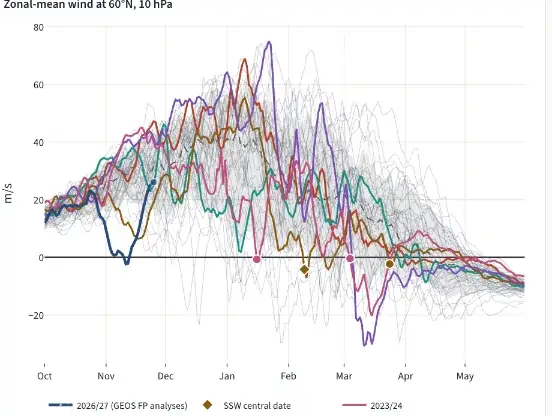 Zonal-mean wind at 60°N, 10 hPa
80
60
40
20
0
−20
m/s
Oct Nov Dec Jan Feb Mar Apr May
2026/27 (GEOS FP analyses) SSW central date 2023/24